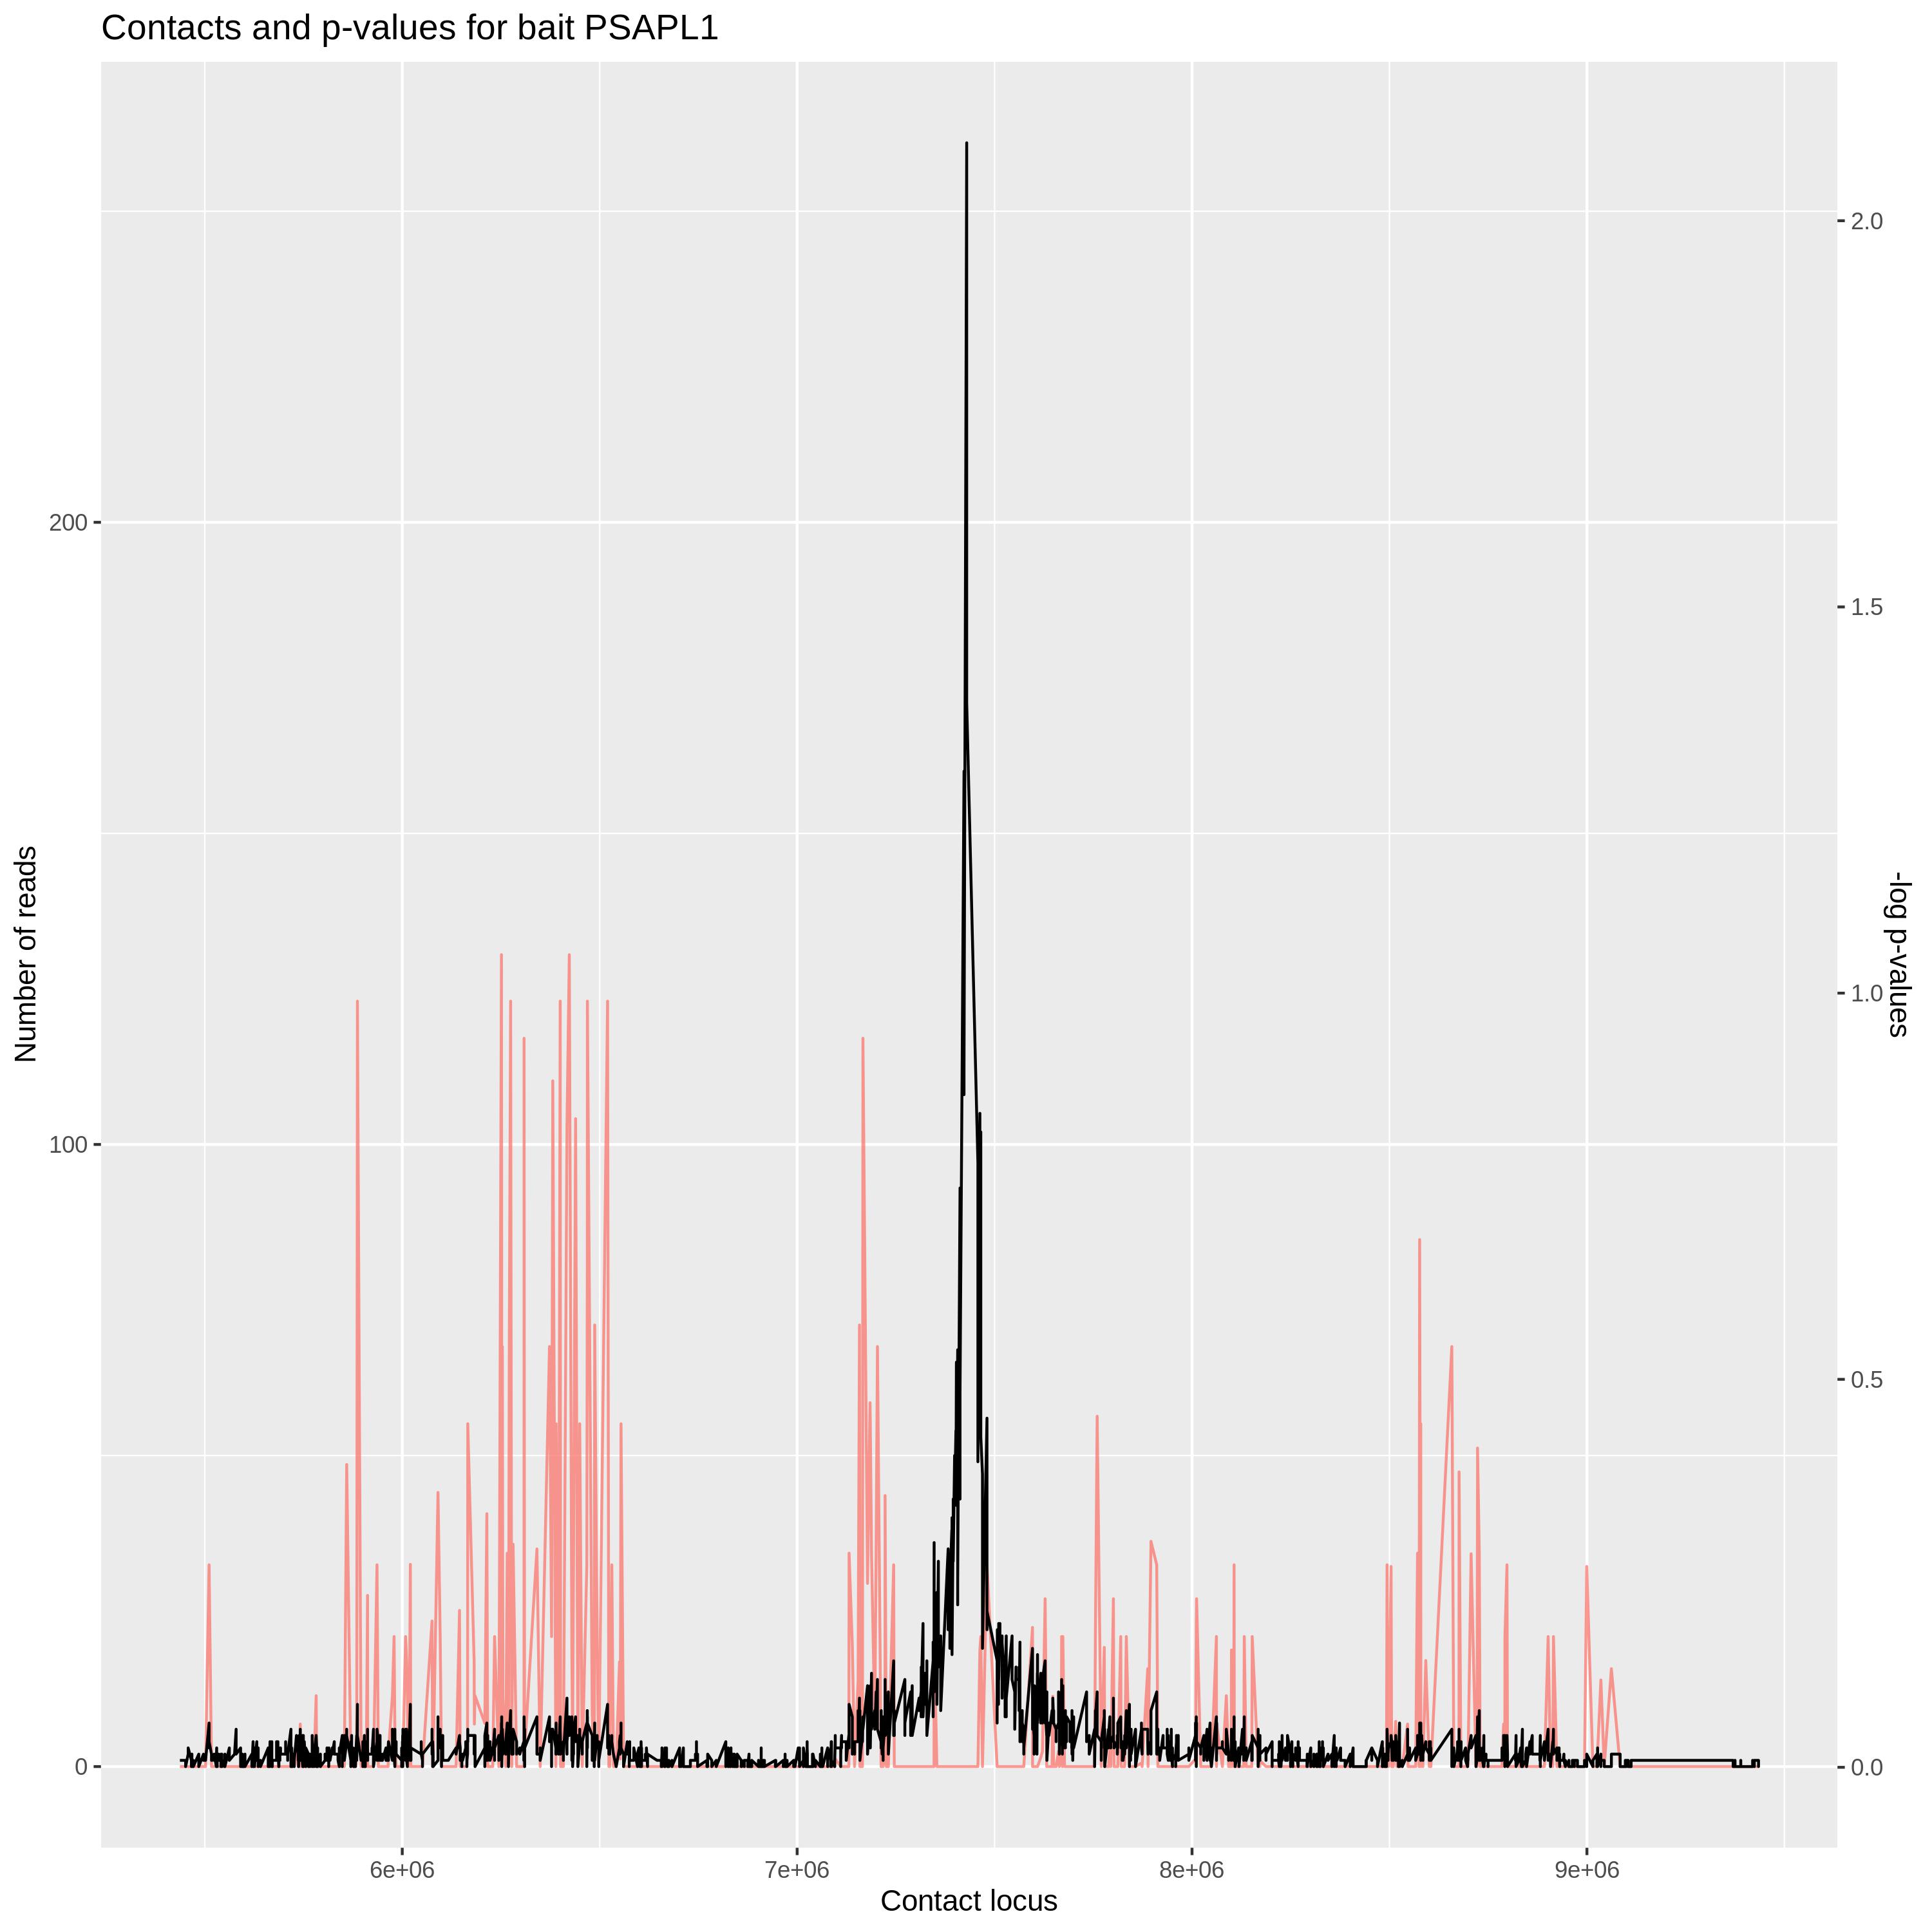 Contacts and p-values for bait PSAPL1
Number of reads
200
100
0
2.0
1.5
1.0
0.5
0.0
-log p-values
6e+06 7e+06 8e+06 9e+06
Contact locus